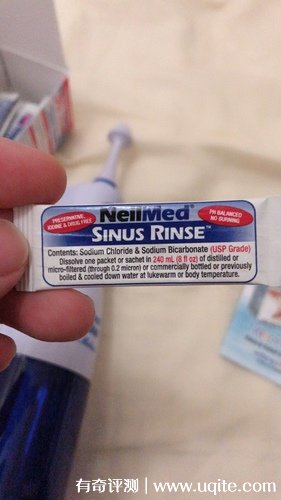 PRESERVATIVE,
IODINE & DRUG FREE
NeilMed®
PH BALANCED
NO BURNING
SINUS RINSE™
Contents: Sodium Chloride & Sodium Bicarbonate (USP Grade)
Dissolve one packet or sachet in 240 mL (8 fl oz) of distilled or
micro-filtered (through 0.2 micron) or commercially bottled or previously
boiled & cooled down water at lukewarm or body temperature.
有奇评测 | www.uqite.com